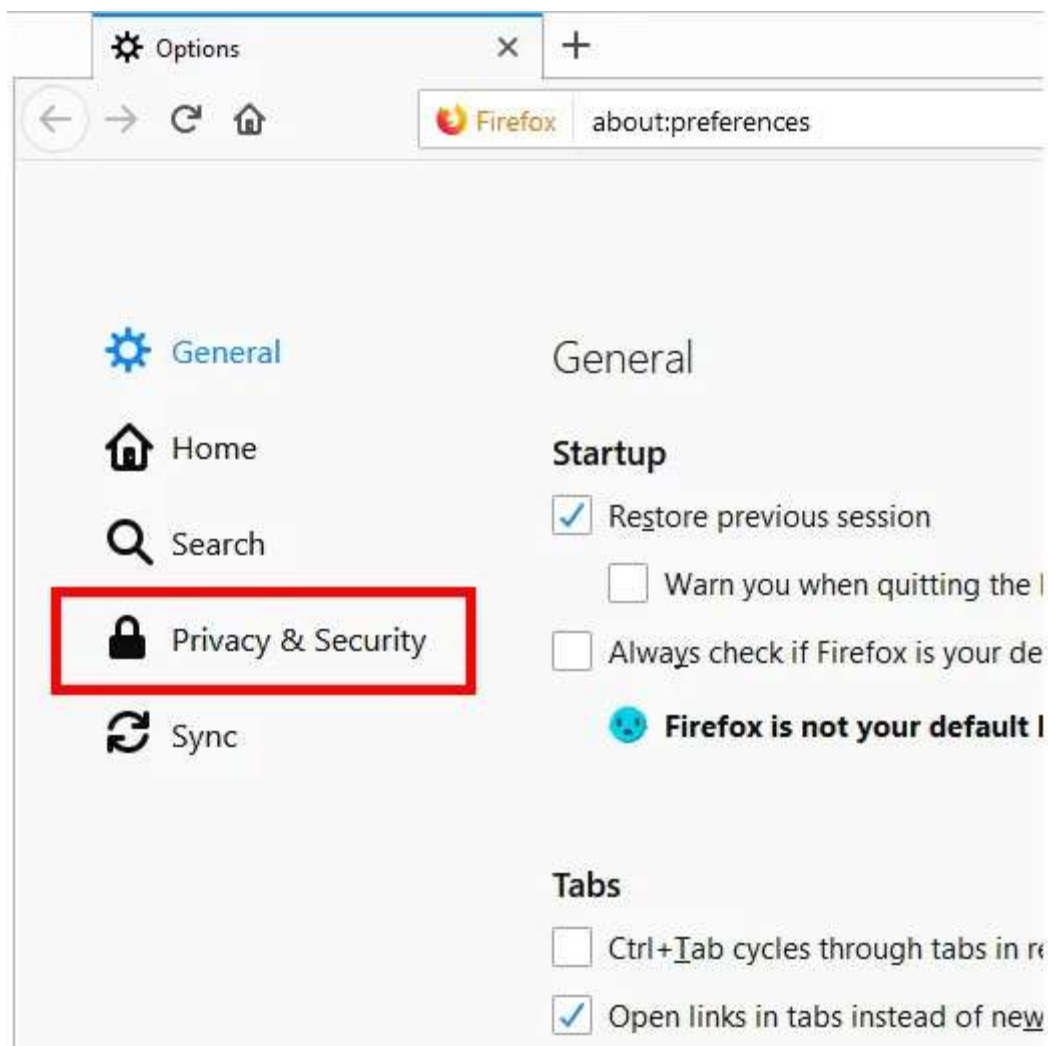 Options
Firefox about:preferences
General
Home
Search
Privacy & Security
Sync
General
Startup
Restore previous session
Warn you when quitting the
Always check if Firefox is your de
Firefox is not your default
Tabs
Ctrl+Tab cycles through tabs in re
Open links in tabs instead of new